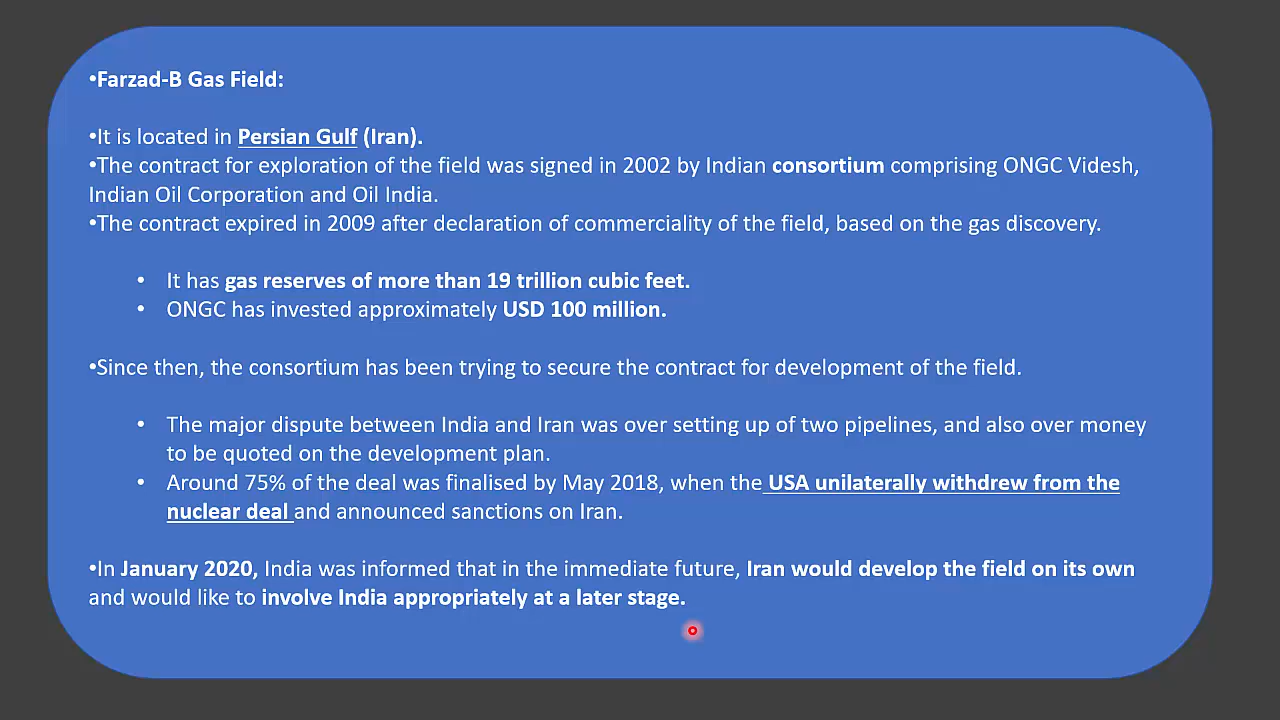 •Farzad-B Gas Field:
•It is located in Persian Gulf (Iran).
•The contract for exploration of the field was signed in 2002 by Indian consortium comprising ONGC Videsh,
Indian Oil Corporation and Oil India.
•The contract expired in 2009 after declaration of commerciality of the field, based on the gas discovery.
• It has gas reserves of more than 19 trillion cubic feet.
• ONGC has invested approximately USD 100 million.
•Since then, the consortium has been trying to secure the contract for development of the field.
• The major dispute between India and Iran was over setting up of two pipelines, and also over money
to be quoted on the development plan.
• Around 75% of the deal was finalised by May 2018, when the USA unilaterally withdrew from the
nuclear deal and announced sanctions on Iran.
•In January 2020, India was informed that in the immediate future, Iran would develop the field on its own
and would like to involve India appropriately at a later stage.